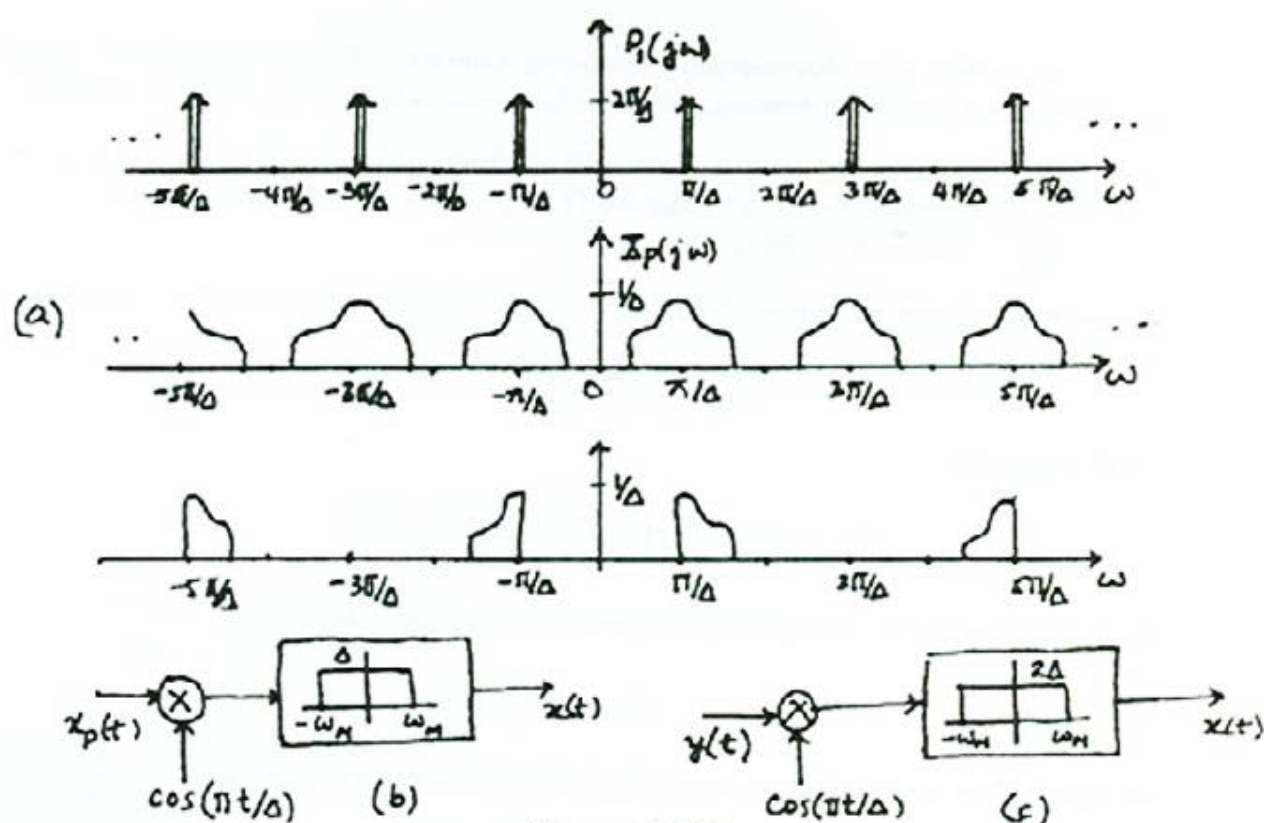 P₁(jω)
2π/Δ
... ...
-5π/Δ -4π/Δ -3π/Δ -2π/Δ -π/Δ 0 π/Δ 2π/Δ 3π/Δ 4π/Δ 5π/Δ ω
Xp(jω)
(a) 1/Δ
... ...
-5π/Δ -3π/Δ -π/Δ 0 π/Δ 3π/Δ 5π/Δ ω
1/Δ
-5π/Δ -3π/Δ -π/Δ π/Δ 3π/Δ 5π/Δ ω
Δ 2Δ
-ωM ωM x(t) -ωM ωM x(t)
xp(t) × y(t) ×
cos(πt/Δ) (b) cos(πt/Δ) (c)